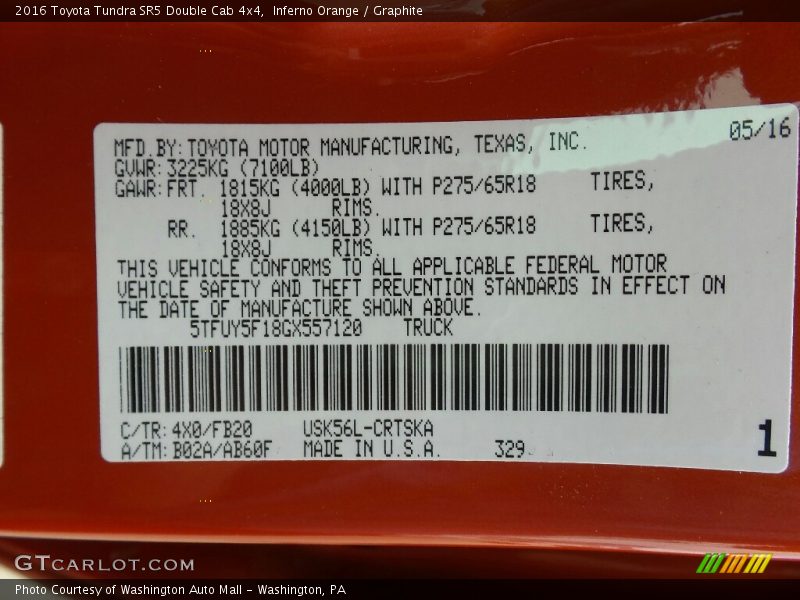 2016 Toyota Tundra SR5 Double Cab 4x4,  Inferno Orange / Graphite
MFD.BY:TOYOTA MOTOR MANUFACTURING, TEXAS, INC. 05/16
GVWR:3225KG (7100LB)
GAWR:FRT. 1815KG (4000LB) WITH P275/65R18 TIRES,
18X8J RIMS.
RR. 1885KG (4150LB) WITH P275/65R18 TIRES,
18X8J RIMS.
THIS VEHICLE CONFORMS TO ALL APPLICABLE FEDERAL MOTOR
VEHICLE SAFETY AND THEFT PREVENTION STANDARDS IN EFFECT ON
THE DATE OF MANUFACTURE SHOWN ABOVE.
5TFUY5F18GX557120 TRUCK
C/TR:4X0/FB20 USK56L-CRTSKA
A/TM:B02A/AB60F MADE IN U.S.A. 329
1
GTCARLOT.COM
Photo Courtesy of Washington Auto Mall - Washington, PA